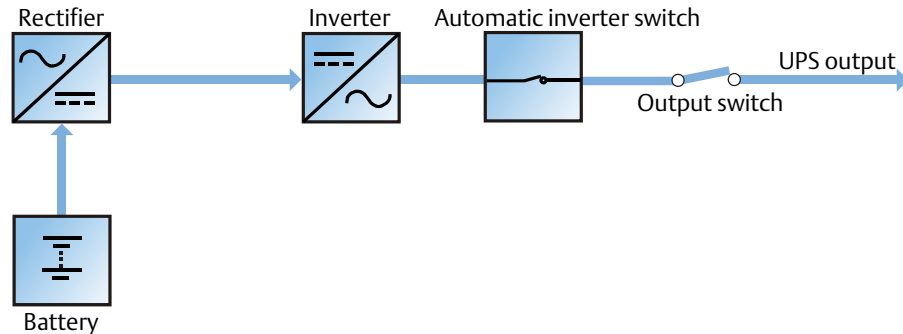 Rectifier
Inverter
Automatic inverter switch
UPS output
Output switch
Battery